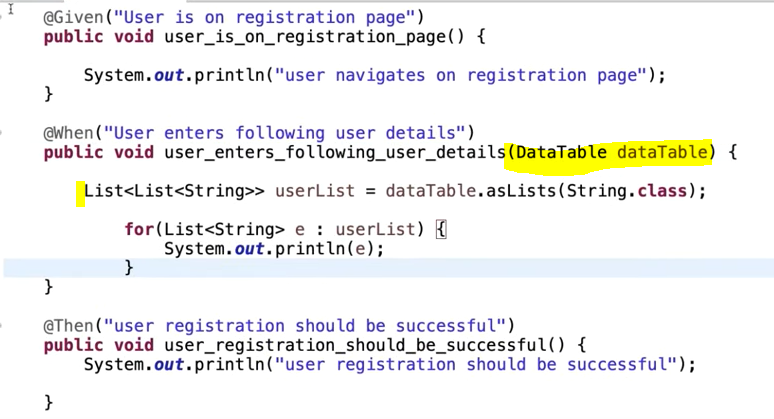 @Given("User is on registration page")
public void user_is_on_registration_page() {
System.out.println("user navigates on registration page");
}
@When("User enters following user details")
public void user_enters_following_user_details(DataTable dataTable) {
List<List<String>> userList = dataTable.asLists(String.class);
for(List<String> e : userList) {
System.out.println(e);
}
}
@Then("user registration should be successful")
public void user_registration_should_be_successful() {
System.out.println("user registration should be successful");
}